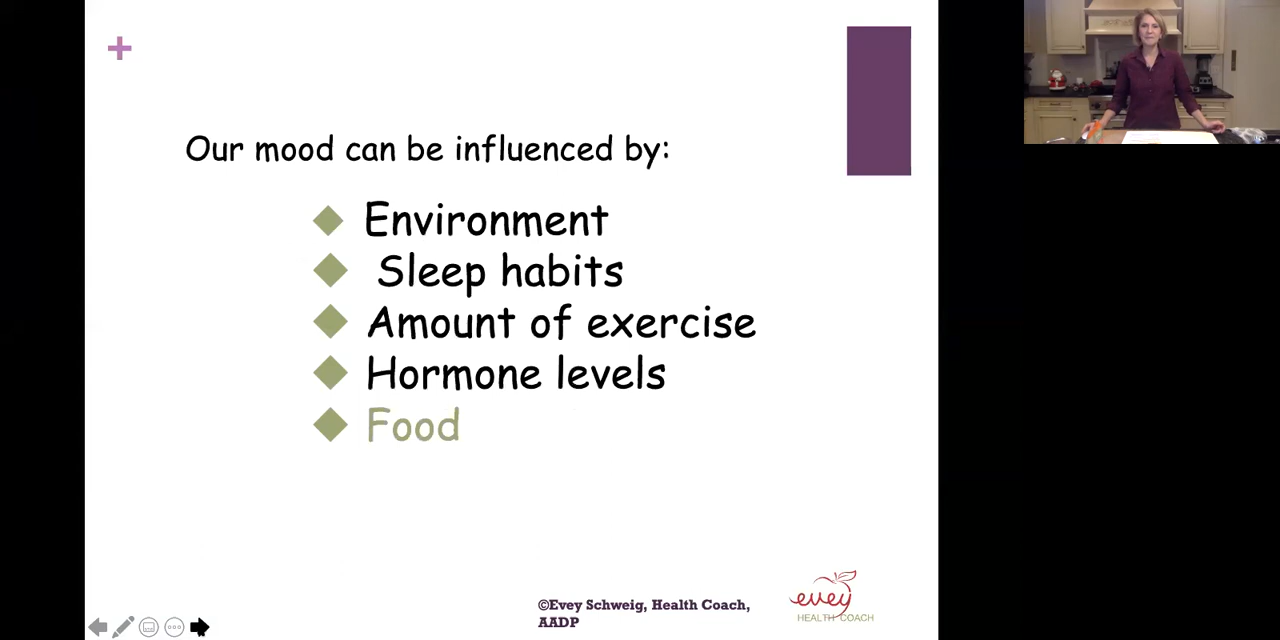 Our mood can be influenced by:
Environment
Sleep habits
Amount of exercise
Hormone levels
Food
©Evey Schweig, Health Coach,
AADP
evey
HEALTH COACH